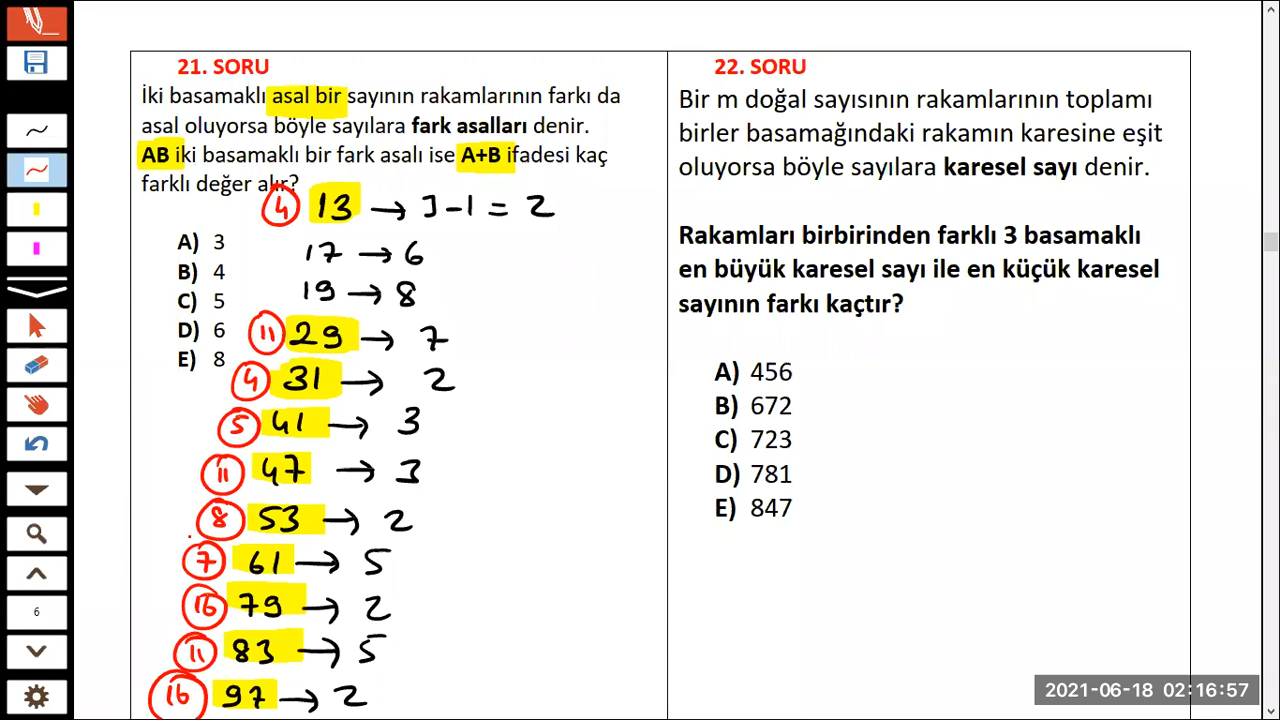 21. SORU
İki basamaklı asal bir sayının rakamlarının farkı da
asal oluyorsa böyle sayılara fark asalları denir.
AB iki basamaklı bir fark asalı ise A+B ifadesi kaç
farklı değer alır?
A) 3
B) 4
C) 5
D) 6
E) 8
4 13 → 3-1 = 2
17 → 6
19 → 8
11 29 → 7
4 31 → 2
5 41 → 3
11 47 → 3
8 53 → 2
7 61 → 5
16 79 → 2
11 83 → 5
16 97 → 2
22. SORU
Bir m doğal sayısının rakamlarının toplamı
birler basamağındaki rakamın karesine eşit
oluyorsa böyle sayılara karesel sayı denir.
Rakamları birbirinden farklı 3 basamaklı
en büyük karesel sayı ile en küçük karesel
sayının farkı kaçtır?
A) 456
B) 672
C) 723
D) 781
E) 847
6
2021-06-18 02:16:57